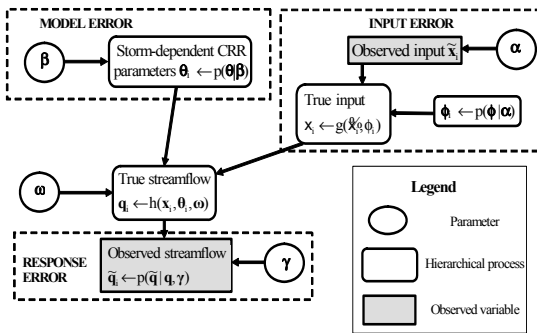 MODEL ERROR
β
Storm-dependent CRR
parameters θᵢ ←p(θ|β)
INPUT ERROR
Observed input x̃ᵢ
α
True input
xᵢ ←g( ,ϕᵢ)
ϕᵢ ←p(ϕ|α)
ω
True streamflow
qᵢ ←h(xᵢ,θᵢ,ω)
RESPONSE
ERROR
Observed streamflow
q̃ᵢ ←p(q̃|q,γ)
γ
Legend
Parameter
Hierarchical process
Observed variable